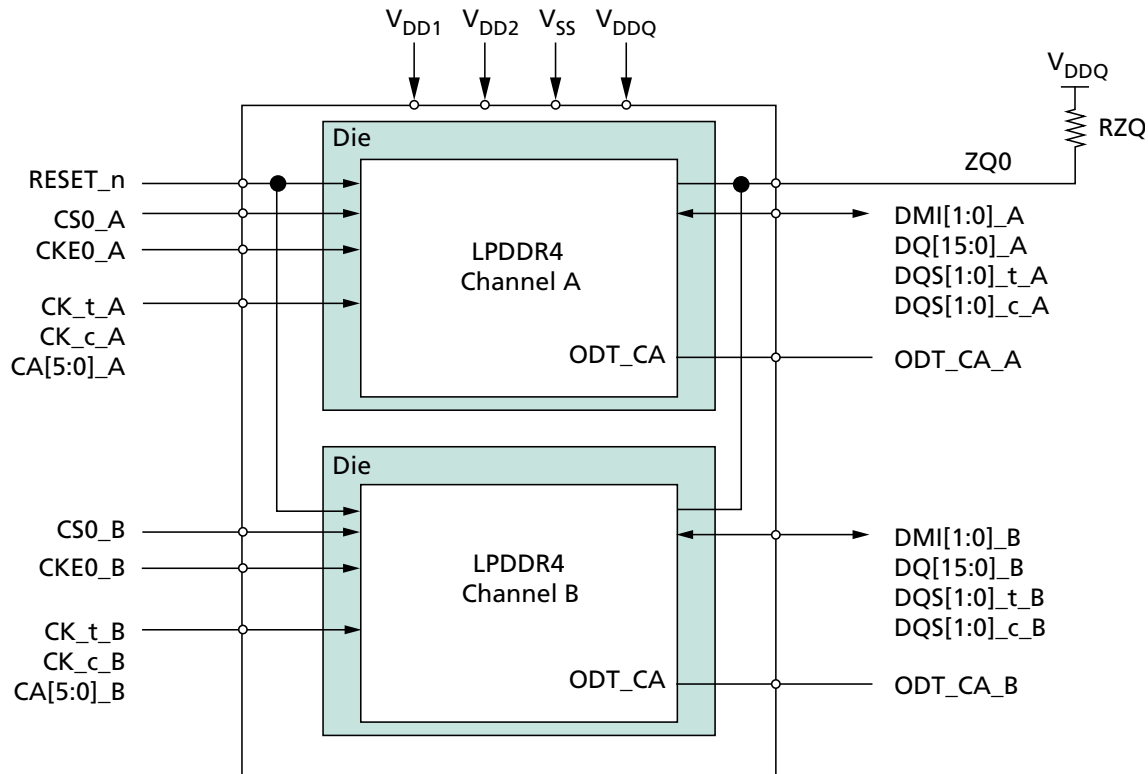 VDD1 VDD2 VSS VDDQ
VDDQ
RZQ
Die
RESET_n
ZQ0
CS0_A
DMI[1:0]_A
CKE0_A
DQ[15:0]_A
LPDDR4
Channel A
DQS[1:0]_t_A
CK_t_A
DQS[1:0]_c_A
CK_c_A
CA[5:0]_A
ODT_CA
ODT_CA_A
Die
CS0_B
DMI[1:0]_B
CKE0_B
DQ[15:0]_B
LPDDR4
Channel B
DQS[1:0]_t_B
CK_t_B
DQS[1:0]_c_B
CK_c_B
CA[5:0]_B
ODT_CA
ODT_CA_B